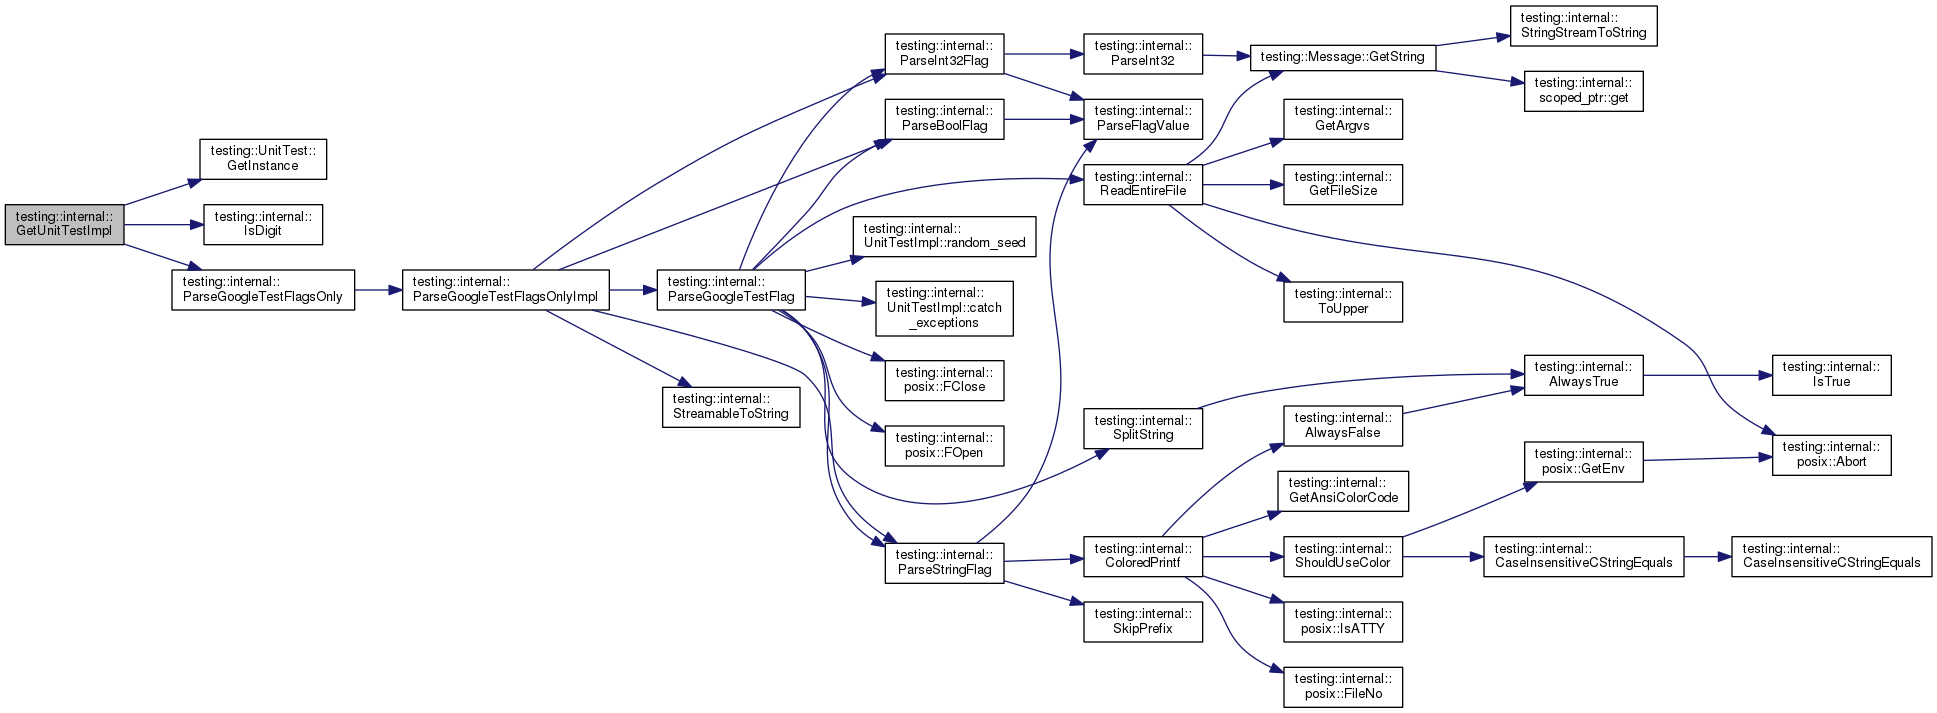 testing::internal::
GetUnitTestImpl
testing::UnitTest::
GetInstance
testing::internal::
IsDigit
testing::internal::
ParseGoogleTestFlagsOnly
testing::internal::
ParseGoogleTestFlagsOnlyImpl
testing::internal::
ParseGoogleTestFlag
testing::internal::
StreamableToString
testing::internal::
ParseInt32Flag
testing::internal::
ParseBoolFlag
testing::internal::
UnitTestImpl::random_seed
testing::internal::
UnitTestImpl::catch
_exceptions
testing::internal::
posix::FClose
testing::internal::
posix::FOpen
testing::internal::
ParseStringFlag
testing::internal::
ParseInt32
testing::internal::
ParseFlagValue
testing::internal::
ReadEntireFile
testing::internal::
SplitString
testing::internal::
ColoredPrintf
testing::internal::
SkipPrefix
testing::Message::GetString
testing::internal::
GetArgvs
testing::internal::
GetFileSize
testing::internal::
ToUpper
testing::internal::
AlwaysFalse
testing::internal::
GetAnsiColorCode
testing::internal::
ShouldUseColor
testing::internal::
posix::IsATTY
testing::internal::
posix::FileNo
testing::internal::
StringStreamToString
testing::internal::
scoped_ptr::get
testing::internal::
AlwaysTrue
testing::internal::
posix::GetEnv
testing::internal::
CaseInsensitiveCStringEquals
testing::internal::
IsTrue
testing::internal::
posix::Abort
testing::internal::
CaseInsensitiveCStringEquals